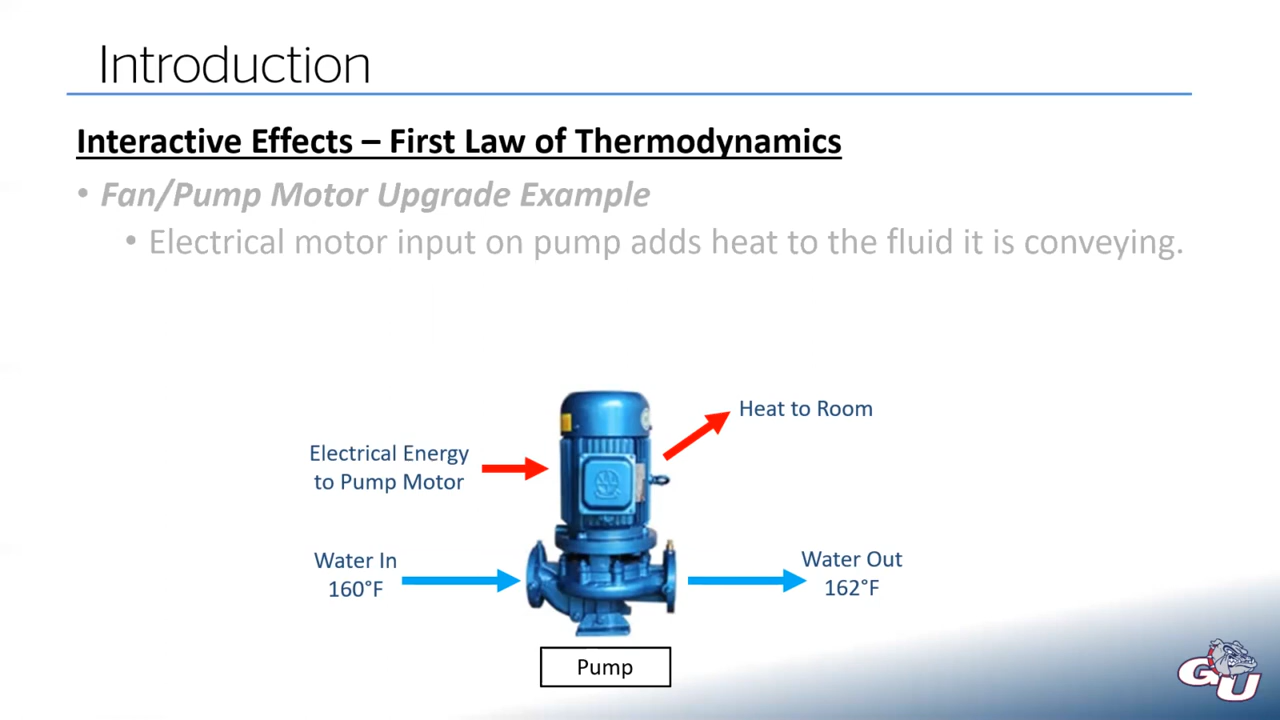 Introduction
Interactive Effects – First Law of Thermodynamics
• Fan/Pump Motor Upgrade Example
• Electrical motor input on pump adds heat to the fluid it is conveying.
Heat to Room
Electrical Energy
to Pump Motor
Water In
160°F
Water Out
162°F
Pump
GU